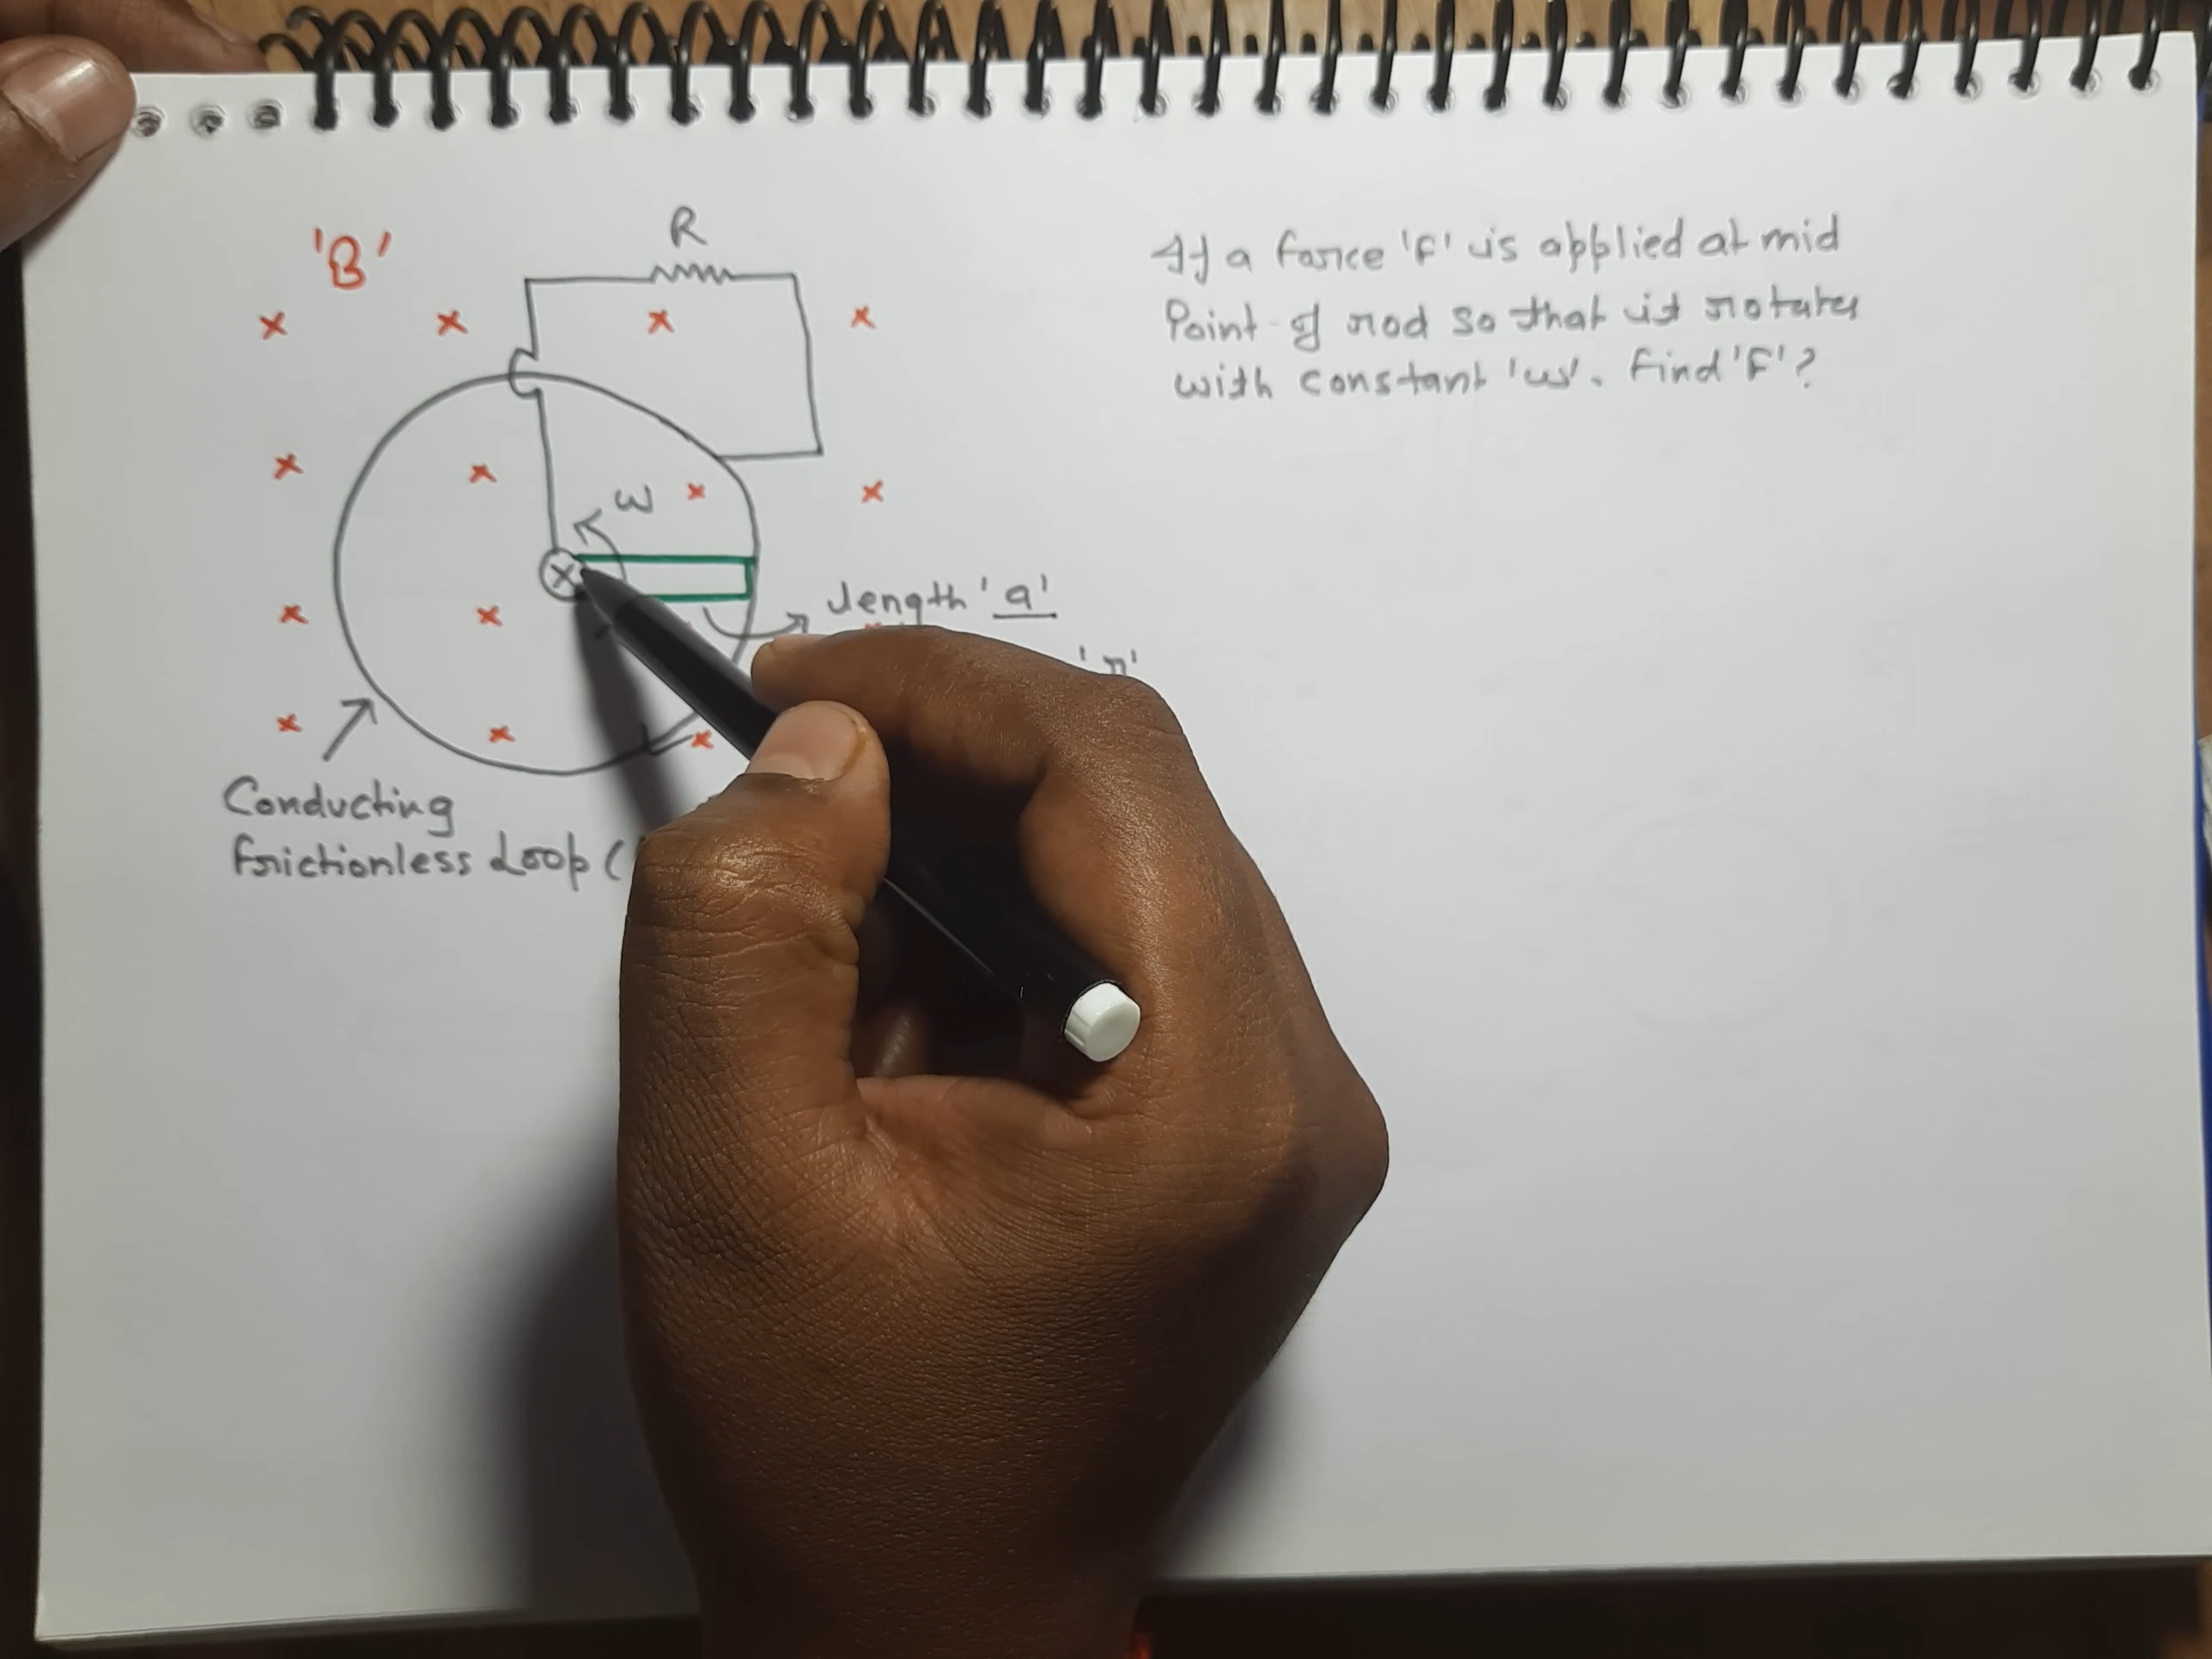 'B'
R
If a force 'F' is applied at mid
Point of rod so that it rotates
with constant 'ω'. Find 'F'?
ω
length 'a'
'r'
Conducting
frictionless Loop (